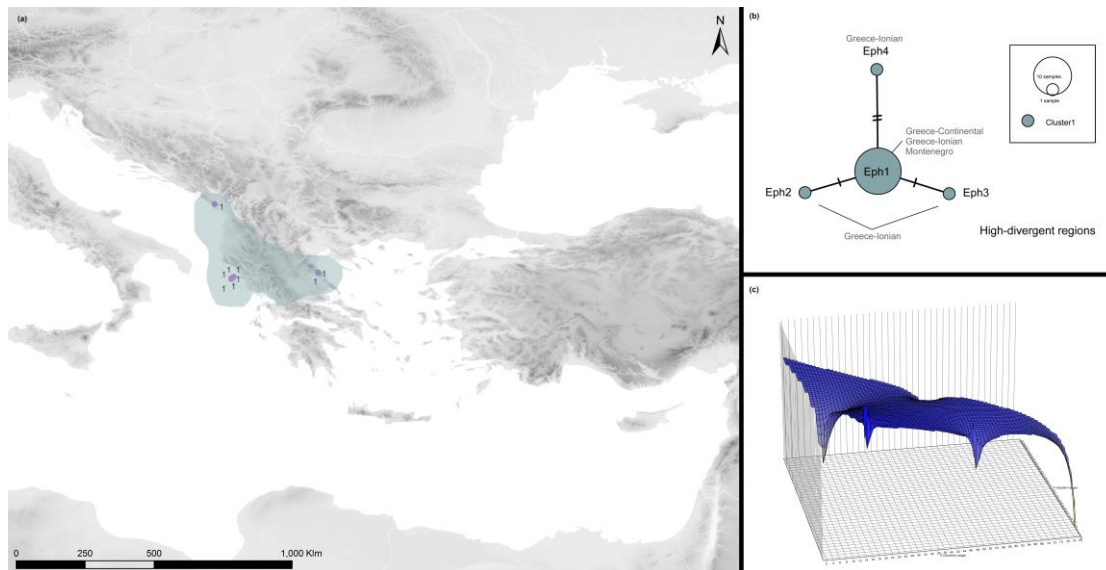 (a)
N
1
1 1
1 1
1 1
1
1
0 250 500 1,000 Klm
(b)
Greece-Ionian
Eph4
10 samples
1 sample
Cluster1
Greece-Continental
Greece-Ionian
Montenegro
Eph1
Eph2
Eph3
Greece-Ionian
High-divergent regions
(c)